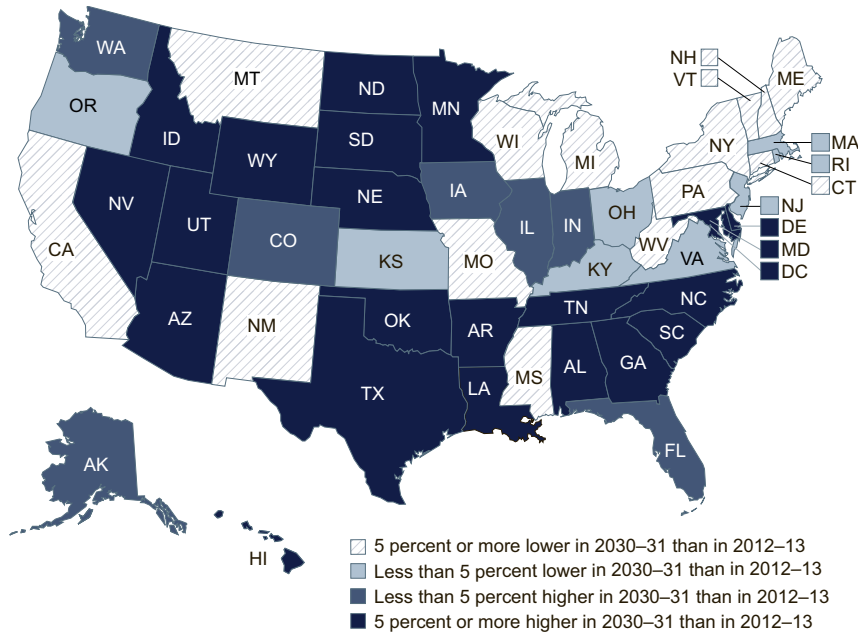 WA
MT
ND
MN
OR
ID
SD
WI
MI
NY
NH
VT
ME
MA
RI
CT
NJ
DE
MD
DC
WY
NE
IA
PA
NV
UT
CO
IL
IN
OH
WV
VA
CA
KS
MO
KY
AZ
NM
OK
AR
TN
NC
SC
TX
LA
MS
AL
GA
FL
AK
HI
5 percent or more lower in 2030–31 than in 2012–13
Less than 5 percent lower in 2030–31 than in 2012–13
Less than 5 percent higher in 2030–31 than in 2012–13
5 percent or more higher in 2030–31 than in 2012–13